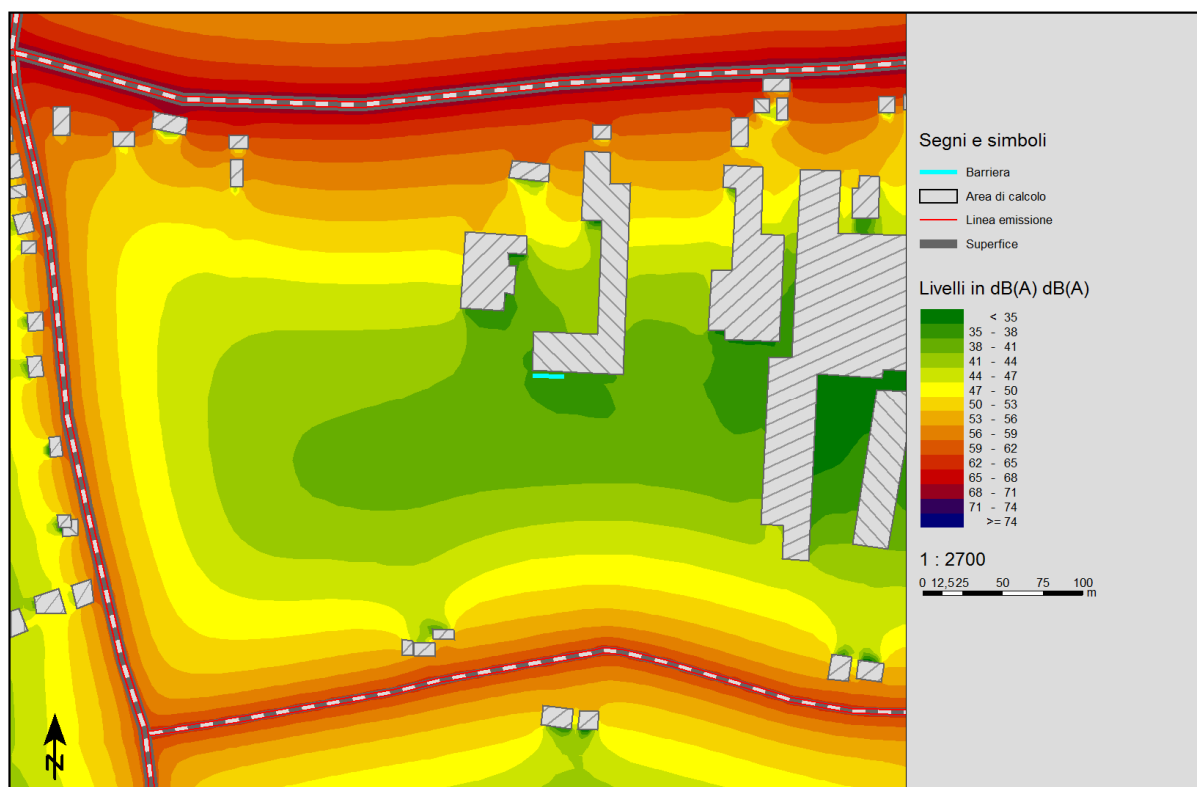 Segni e simboli
Barriera
Area di calcolo
Linea emissione
Superfice
Livelli in dB(A) dB(A)
< 35
35 - 38
38 - 41
41 - 44
44 - 47
47 - 50
50 - 53
53 - 56
56 - 59
59 - 62
62 - 65
65 - 68
68 - 71
71 - 74
>= 74
1 : 2700
0 12,525 50 75 100
m
N